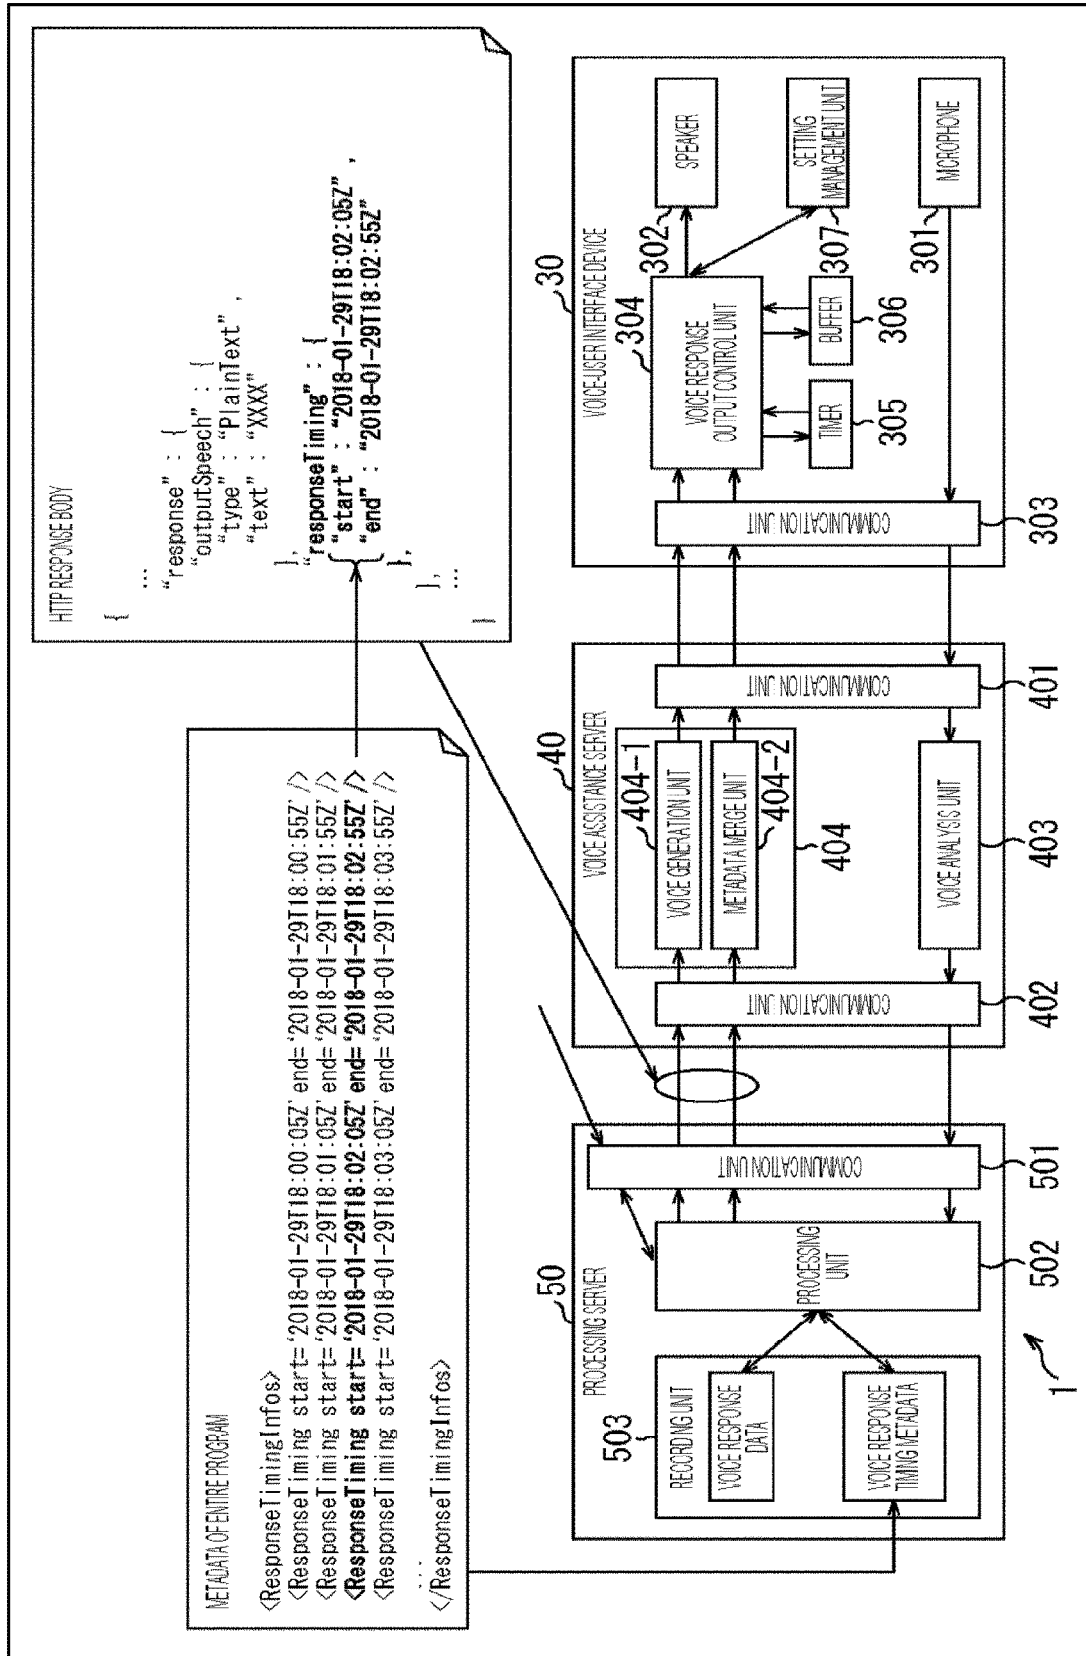 METADATA OF ENTRE PROGRAM
<ResponseTimingInfos>
<ResponseTiming start='2018-01-29T18:00:05Z' end='2018-01-29T18:00:55Z' />
<ResponseTiming start='2018-01-29T18:01:05Z' end='2018-01-29T18:01:55Z' />
<ResponseTiming start='2018-01-29T18:02:05Z' end='2018-01-29T18:02:55Z' />
<ResponseTiming start='2018-01-29T18:03:05Z' end='2018-01-29T18:03:55Z' />
...
</ResponseTimingInfos>
HTTP RESPONSE BODY
{
...
"response" : {
"outputSpeech" : {
"type" : "PlainText",
"text" : "XXXX"
},
"responseTiming" : {
"start" : "2018-01-29T18:02:05Z",
"end" : "2018-01-29T18:02:55Z"
},
},
...
}
50
PROCESSING SERVER
503
RECORDING UNIT
VOICE RESPONSE
DATA
VOICE RESPONSE
TIMING METADATA
PROCESSING
UNIT
502
COMMUNICATION UNIT
501
40
VOICE ASSISTANCE SERVER
COMMUNICATION UNIT
402
404-1
VOICE GENERATION UNIT
METADATA MERGE UNIT
404-2
404
VOICE ANALYSIS UNIT
403
COMMUNICATION UNIT
401
30
VOICE-USER INTERFACE DEVICE
COMMUNICATION UNIT
303
304
VOICE RESPONSE
OUTPUT CONTROL UNIT
TIMER
305
BUFFER
306
SPEAKER
302
SETTING
MANAGEMENT UNIT
307
MICROPHONE
301
1